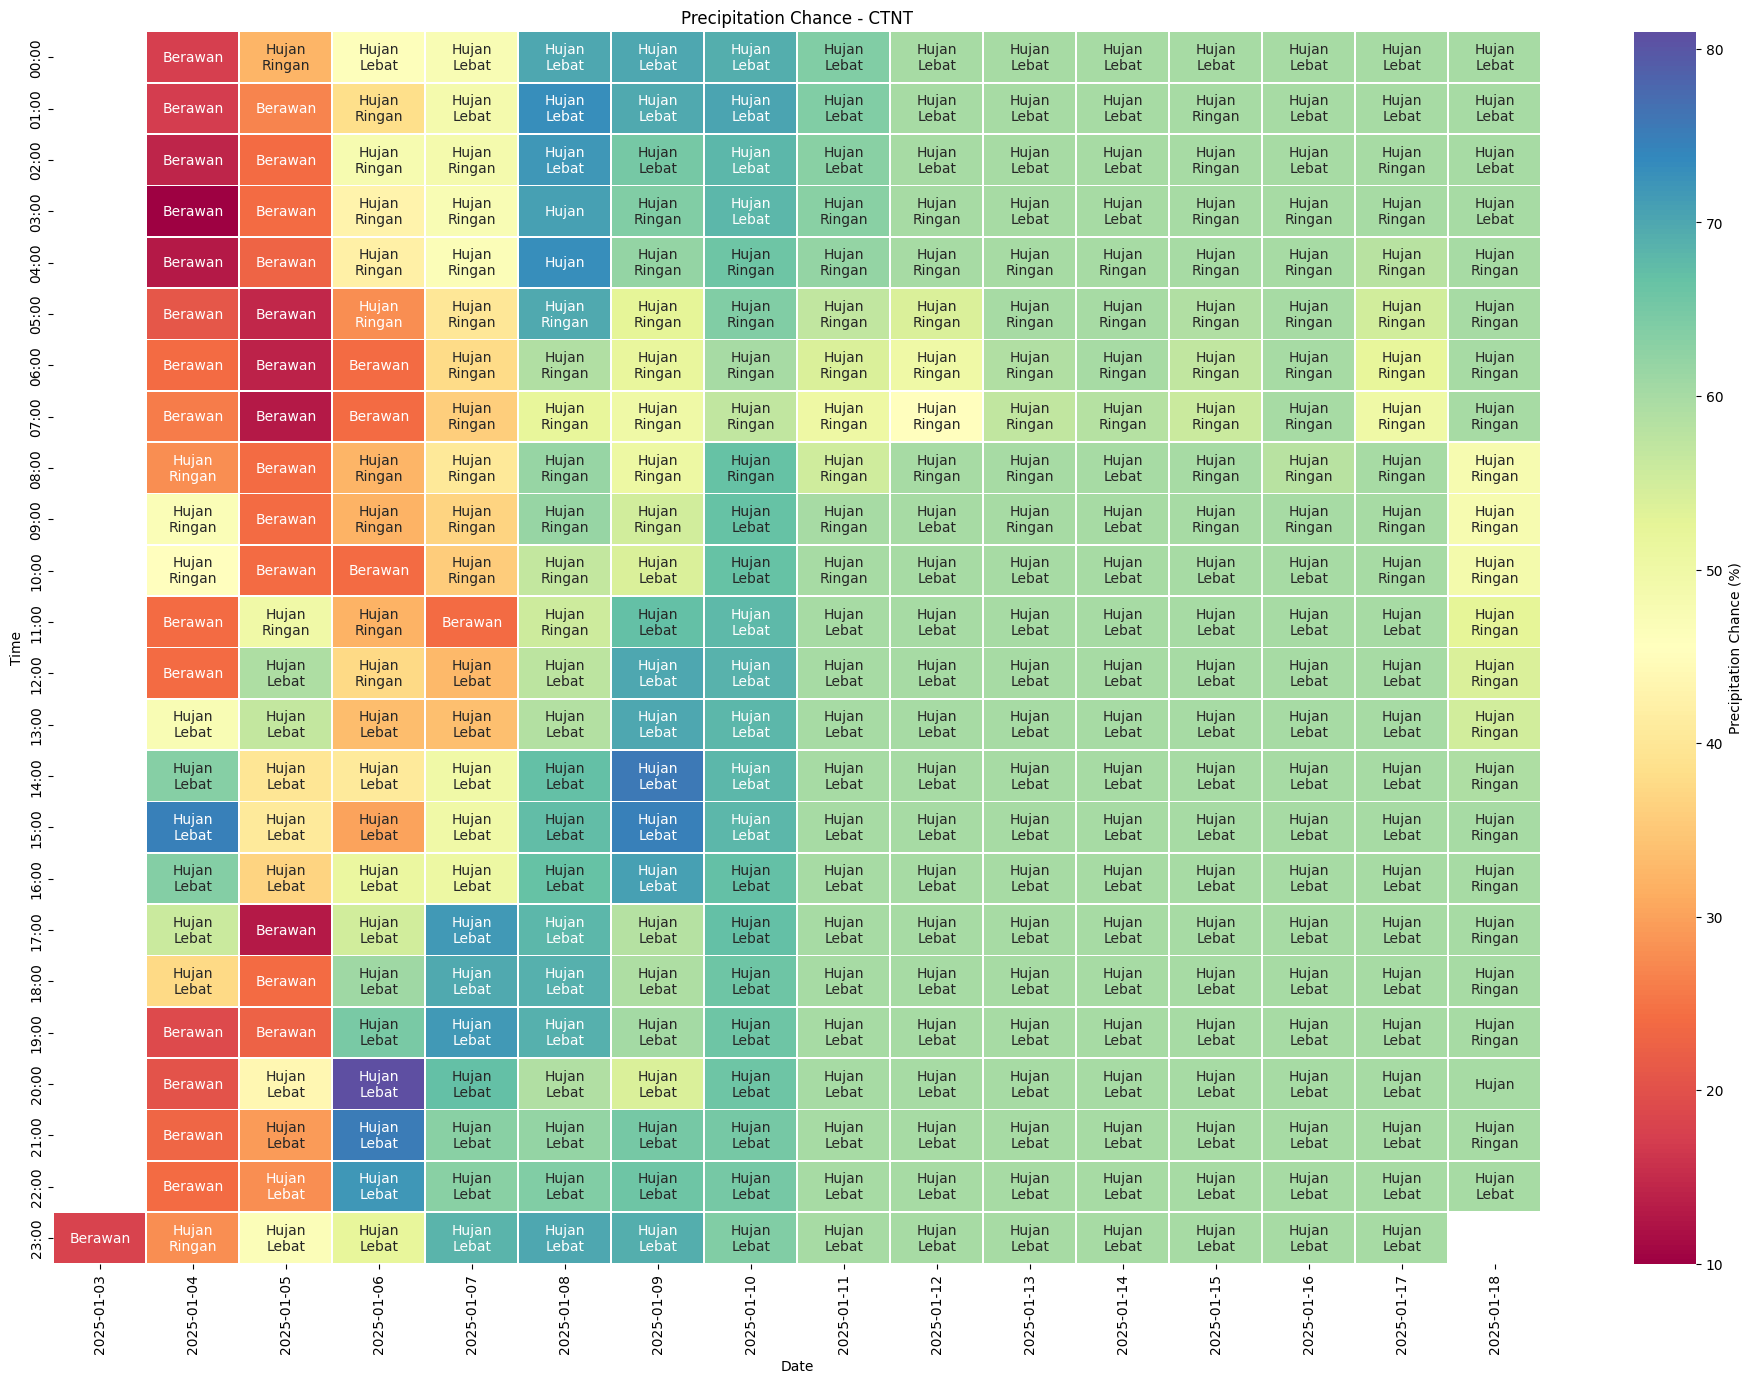 Precipitation Chance - CTNT
00:00 Berawan Hujan Ringan Hujan Lebat Hujan Lebat Hujan Lebat Hujan Lebat Hujan Lebat Hujan Lebat Hujan Lebat Hujan Lebat Hujan Lebat Hujan Lebat Hujan Lebat Hujan Lebat Hujan Lebat
01:00 Berawan Berawan Hujan Ringan Hujan Lebat Hujan Lebat Hujan Lebat Hujan Lebat Hujan Lebat Hujan Lebat Hujan Lebat Hujan Lebat Hujan Ringan Hujan Lebat Hujan Lebat Hujan Lebat
02:00 Berawan Berawan Hujan Ringan Hujan Ringan Hujan Lebat Hujan Lebat Hujan Lebat Hujan Lebat Hujan Lebat Hujan Lebat Hujan Lebat Hujan Ringan Hujan Lebat Hujan Ringan Hujan Lebat
03:00 Berawan Berawan Hujan Ringan Hujan Ringan Hujan Hujan Ringan Hujan Lebat Hujan Ringan Hujan Ringan Hujan Lebat Hujan Lebat Hujan Ringan Hujan Ringan Hujan Ringan Hujan Lebat
04:00 Berawan Berawan Hujan Ringan Hujan Ringan Hujan Hujan Ringan Hujan Ringan Hujan Ringan Hujan Ringan Hujan Ringan Hujan Ringan Hujan Ringan Hujan Ringan Hujan Ringan Hujan Ringan
05:00 Berawan Berawan Hujan Ringan Hujan Ringan Hujan Ringan Hujan Ringan Hujan Ringan Hujan Ringan Hujan Ringan Hujan Ringan Hujan Ringan Hujan Ringan Hujan Ringan Hujan Ringan Hujan Ringan
06:00 Berawan Berawan Berawan Hujan Ringan Hujan Ringan Hujan Ringan Hujan Ringan Hujan Ringan Hujan Ringan Hujan Ringan Hujan Ringan Hujan Ringan Hujan Ringan Hujan Ringan Hujan Ringan
07:00 Berawan Berawan Berawan Hujan Ringan Hujan Ringan Hujan Ringan Hujan Ringan Hujan Ringan Hujan Ringan Hujan Ringan Hujan Ringan Hujan Ringan Hujan Ringan Hujan Ringan Hujan Ringan
08:00 Hujan Ringan Berawan Hujan Ringan Hujan Ringan Hujan Ringan Hujan Ringan Hujan Ringan Hujan Ringan Hujan Ringan Hujan Ringan Hujan Lebat Hujan Ringan Hujan Ringan Hujan Ringan Hujan Ringan
09:00 Hujan Ringan Berawan Hujan Ringan Hujan Ringan Hujan Ringan Hujan Ringan Hujan Lebat Hujan Ringan Hujan Lebat Hujan Ringan Hujan Lebat Hujan Ringan Hujan Ringan Hujan Ringan Hujan Ringan
10:00 Hujan Ringan Berawan Berawan Hujan Ringan Hujan Ringan Hujan Lebat Hujan Lebat Hujan Ringan Hujan Lebat Hujan Lebat Hujan Lebat Hujan Lebat Hujan Lebat Hujan Ringan Hujan Ringan
11:00 Berawan Hujan Ringan Hujan Ringan Berawan Hujan Ringan Hujan Lebat Hujan Lebat Hujan Lebat Hujan Lebat Hujan Lebat Hujan Lebat Hujan Lebat Hujan Lebat Hujan Lebat Hujan Ringan
12:00 Berawan Hujan Lebat Hujan Ringan Hujan Lebat Hujan Lebat Hujan Lebat Hujan Lebat Hujan Lebat Hujan Lebat Hujan Lebat Hujan Lebat Hujan Lebat Hujan Lebat Hujan Lebat Hujan Ringan
13:00 Hujan Lebat Hujan Lebat Hujan Lebat Hujan Lebat Hujan Lebat Hujan Lebat Hujan Lebat Hujan Lebat Hujan Lebat Hujan Lebat Hujan Lebat Hujan Lebat Hujan Lebat Hujan Lebat Hujan Ringan
14:00 Hujan Lebat Hujan Lebat Hujan Lebat Hujan Lebat Hujan Lebat Hujan Lebat Hujan Lebat Hujan Lebat Hujan Lebat Hujan Lebat Hujan Lebat Hujan Lebat Hujan Lebat Hujan Lebat Hujan Ringan
15:00 Hujan Lebat Hujan Lebat Hujan Lebat Hujan Lebat Hujan Lebat Hujan Lebat Hujan Lebat Hujan Lebat Hujan Lebat Hujan Lebat Hujan Lebat Hujan Lebat Hujan Lebat Hujan Lebat Hujan Ringan
16:00 Hujan Lebat Hujan Lebat Hujan Lebat Hujan Lebat Hujan Lebat Hujan Lebat Hujan Lebat Hujan Lebat Hujan Lebat Hujan Lebat Hujan Lebat Hujan Lebat Hujan Lebat Hujan Lebat Hujan Ringan
17:00 Hujan Lebat Berawan Hujan Lebat Hujan Lebat Hujan Lebat Hujan Lebat Hujan Lebat Hujan Lebat Hujan Lebat Hujan Lebat Hujan Lebat Hujan Lebat Hujan Lebat Hujan Lebat Hujan Ringan
18:00 Hujan Lebat Berawan Hujan Lebat Hujan Lebat Hujan Lebat Hujan Lebat Hujan Lebat Hujan Lebat Hujan Lebat Hujan Lebat Hujan Lebat Hujan Lebat Hujan Lebat Hujan Lebat Hujan Ringan
19:00 Berawan Berawan Hujan Lebat Hujan Lebat Hujan Lebat Hujan Lebat Hujan Lebat Hujan Lebat Hujan Lebat Hujan Lebat Hujan Lebat Hujan Lebat Hujan Lebat Hujan Lebat Hujan Ringan
20:00 Berawan Hujan Lebat Hujan Lebat Hujan Lebat Hujan Lebat Hujan Lebat Hujan Lebat Hujan Lebat Hujan Lebat Hujan Lebat Hujan Lebat Hujan Lebat Hujan Lebat Hujan Lebat Hujan
21:00 Berawan Hujan Lebat Hujan Lebat Hujan Lebat Hujan Lebat Hujan Lebat Hujan Lebat Hujan Lebat Hujan Lebat Hujan Lebat Hujan Lebat Hujan Lebat Hujan Lebat Hujan Lebat Hujan Ringan
22:00 Berawan Hujan Lebat Hujan Lebat Hujan Lebat Hujan Lebat Hujan Lebat Hujan Lebat Hujan Lebat Hujan Lebat Hujan Lebat Hujan Lebat Hujan Lebat Hujan Lebat Hujan Lebat Hujan Lebat
23:00 Berawan Hujan Ringan Hujan Lebat Hujan Lebat Hujan Lebat Hujan Lebat Hujan Lebat Hujan Lebat Hujan Lebat Hujan Lebat Hujan Lebat Hujan Lebat Hujan Lebat Hujan Lebat Hujan Lebat
Time
2025-01-03 2025-01-04 2025-01-05 2025-01-06 2025-01-07 2025-01-08 2025-01-09 2025-01-10 2025-01-11 2025-01-12 2025-01-13 2025-01-14 2025-01-15 2025-01-16 2025-01-17 2025-01-18
Date
80
70
60
50
40
30
20
10
Precipitation Chance (%)